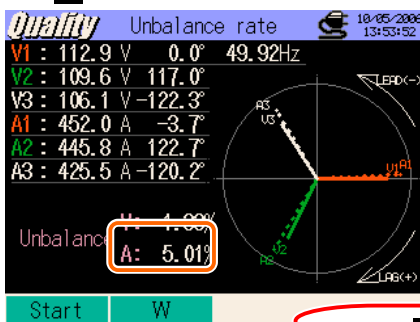 Quality Unbalance rate 10/05/2006
13:53:52
V1 : 112.9 V 0.0° 49.92Hz
V2 : 109.6 V 117.0°
V3 : 106.1 V -122.3°
A1 : 452.0 A -3.7°
A2 : 445.8 A 122.7°
A3 : 425.5 A -120.2°
LEAD(-)
A3
V3
V1 A1
V2
A2
LAG(+)
Unbalance
A: 5.01%
Start W